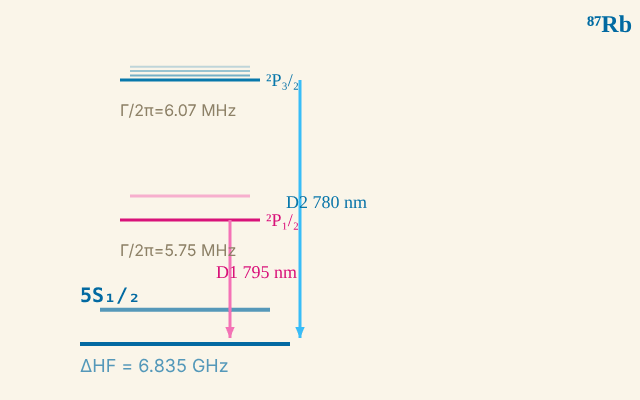 ⁸⁷Rb
²P₃/₂
Γ/2π=6.07 MHz
D2 780 nm
²P₁/₂
Γ/2π=5.75 MHz
D1 795 nm
5S₁/₂
ΔHF = 6.835 GHz